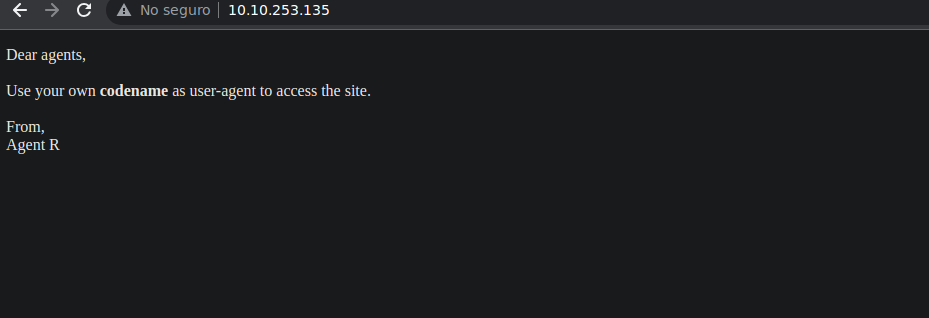 No seguro 10.10.253.135
Dear agents,
Use your own codename as user-agent to access the site.
From,
Agent R